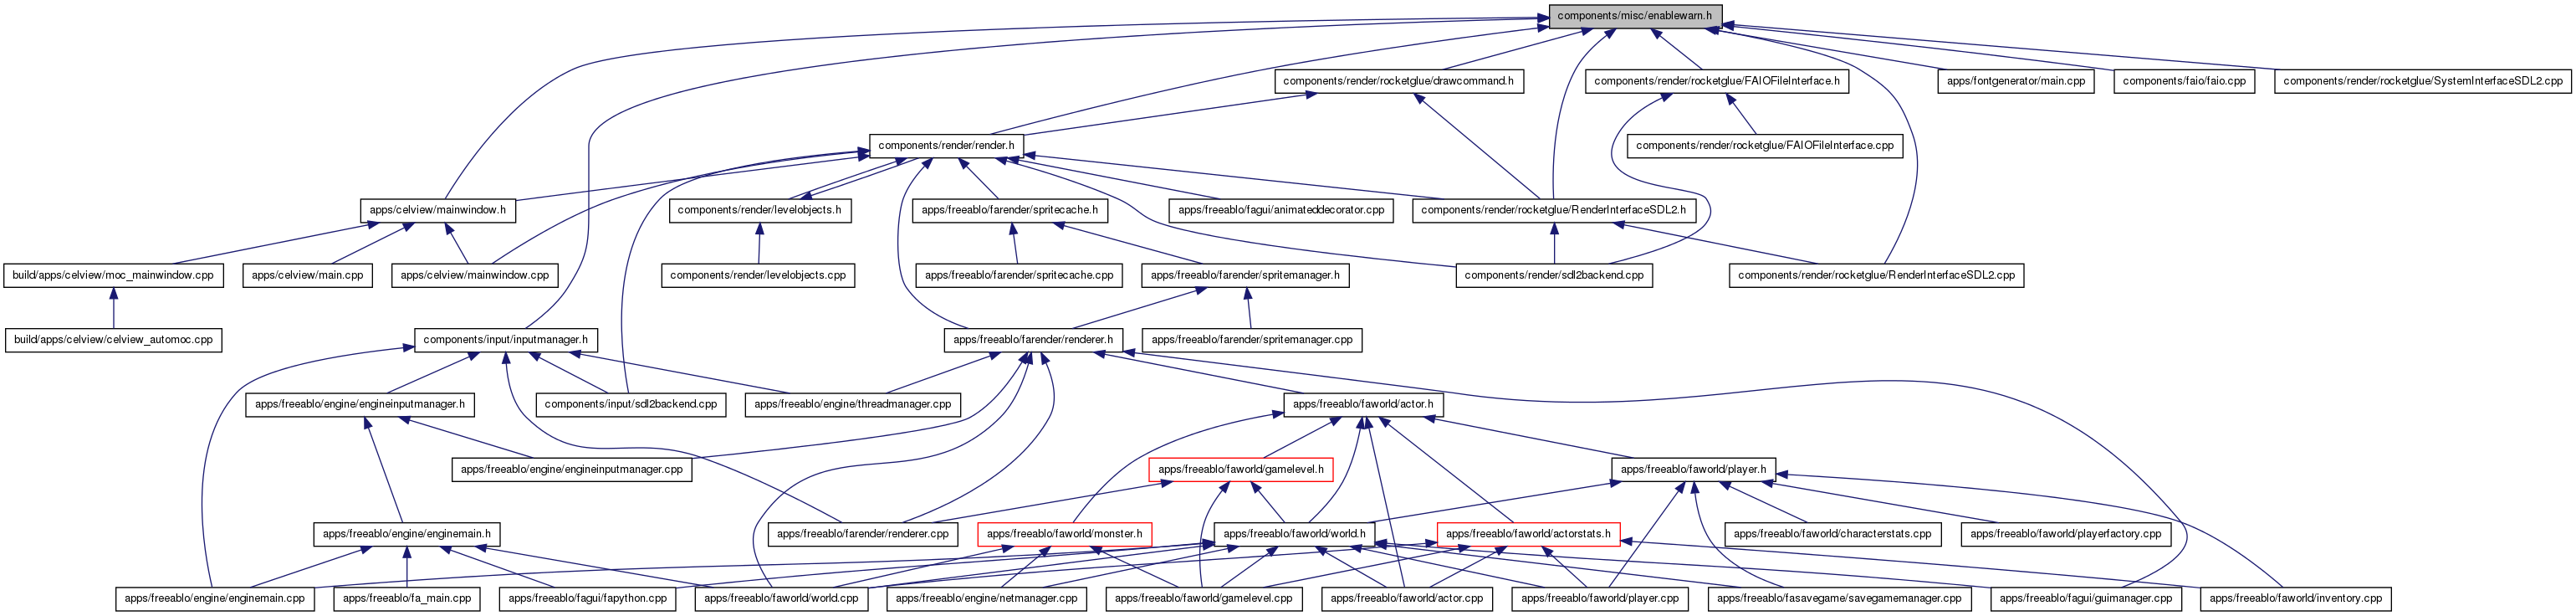 components/misc/enablewarn.h
components/render/rocketglue/drawcommand.h
components/render/rocketglue/FAIOFileInterface.h
apps/fontgenerator/main.cpp
components/faio/faio.cpp
components/render/rocketglue/SystemInterfaceSDL2.cpp
components/render/render.h
components/render/rocketglue/FAIOFileInterface.cpp
apps/celview/mainwindow.h
components/render/levelobjects.h
apps/freeablo/farender/spritecache.h
apps/freeablo/fagui/animateddecorator.cpp
components/render/rocketglue/RenderInterfaceSDL2.h
build/apps/celview/moc_mainwindow.cpp
apps/celview/main.cpp
apps/celview/mainwindow.cpp
components/render/levelobjects.cpp
apps/freeablo/farender/spritecache.cpp
apps/freeablo/farender/spritemanager.h
components/render/sdl2backend.cpp
components/render/rocketglue/RenderInterfaceSDL2.cpp
build/apps/celview/celview_automoc.cpp
components/input/inputmanager.h
apps/freeablo/farender/renderer.h
apps/freeablo/farender/spritemanager.cpp
apps/freeablo/engine/engineinputmanager.h
components/input/sdl2backend.cpp
apps/freeablo/engine/threadmanager.cpp
apps/freeablo/faworld/actor.h
apps/freeablo/engine/engineinputmanager.cpp
apps/freeablo/faworld/gamelevel.h
apps/freeablo/faworld/player.h
apps/freeablo/engine/enginemain.h
apps/freeablo/farender/renderer.cpp
apps/freeablo/faworld/monster.h
apps/freeablo/faworld/world.h
apps/freeablo/faworld/actorstats.h
apps/freeablo/faworld/characterstats.cpp
apps/freeablo/faworld/playerfactory.cpp
apps/freeablo/engine/enginemain.cpp
apps/freeablo/fa_main.cpp
apps/freeablo/fagui/fapython.cpp
apps/freeablo/faworld/world.cpp
apps/freeablo/engine/netmanager.cpp
apps/freeablo/faworld/gamelevel.cpp
apps/freeablo/faworld/actor.cpp
apps/freeablo/faworld/player.cpp
apps/freeablo/fasavegame/savegamemanager.cpp
apps/freeablo/fagui/guimanager.cpp
apps/freeablo/faworld/inventory.cpp